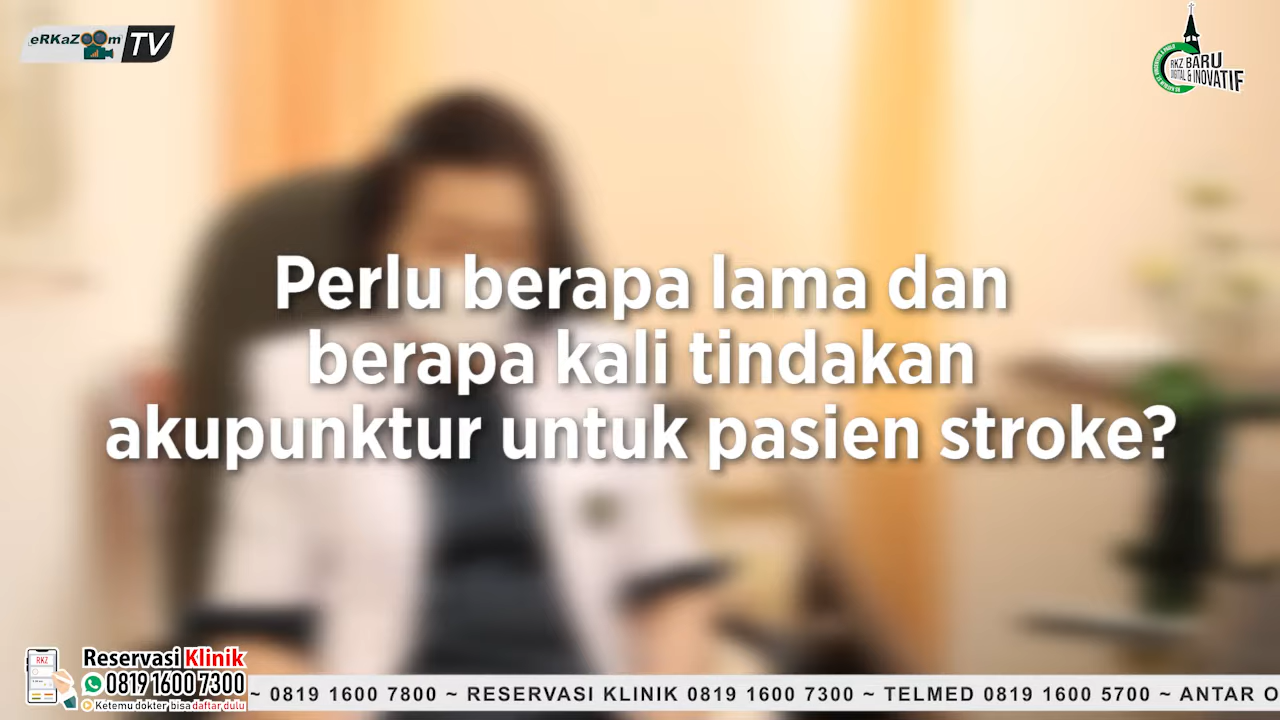 eRKaZoom TV
RKZ BARU
DIGITAL & INOVATIF
Perlu berapa lama dan
berapa kali tindakan
akupunktur untuk pasien stroke?
RKZ
Reservasi Klinik
0819 1600 7300
Ketemu dokter bisa daftar dulu
~ 0819 1600 7800 ~ RESERVASI KLINIK 0819 1600 7300 ~ TELMED 0819 1600 5700 ~ ANTAR O